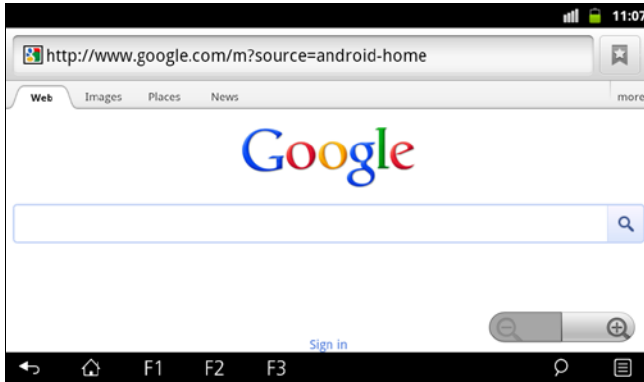 11:07
http://www.google.com/m?source=android-home
Web Images Places News more
Google
Sign in
F1 F2 F3